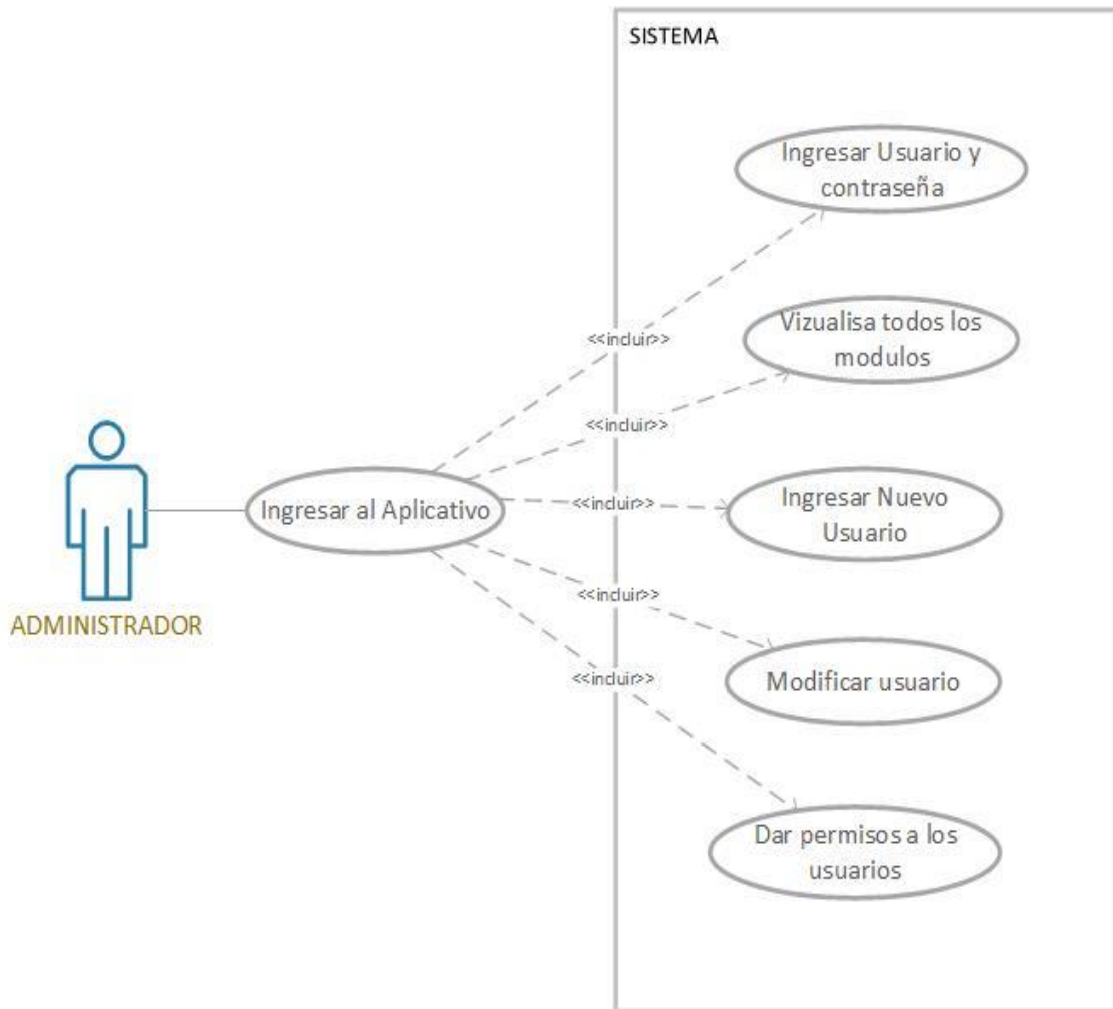 SISTEMA
Ingresar Usuario y
contraseña
Vizualisa todos los
modulos
<<incluir>>
<<incluir>>
Ingresar al Aplicativo
<<incluir>>
Ingresar Nuevo
Usuario
<<incluir>>
ADMINISTRADOR
<<incluir>>
Modificar usuario
Dar permisos a los
usuarios